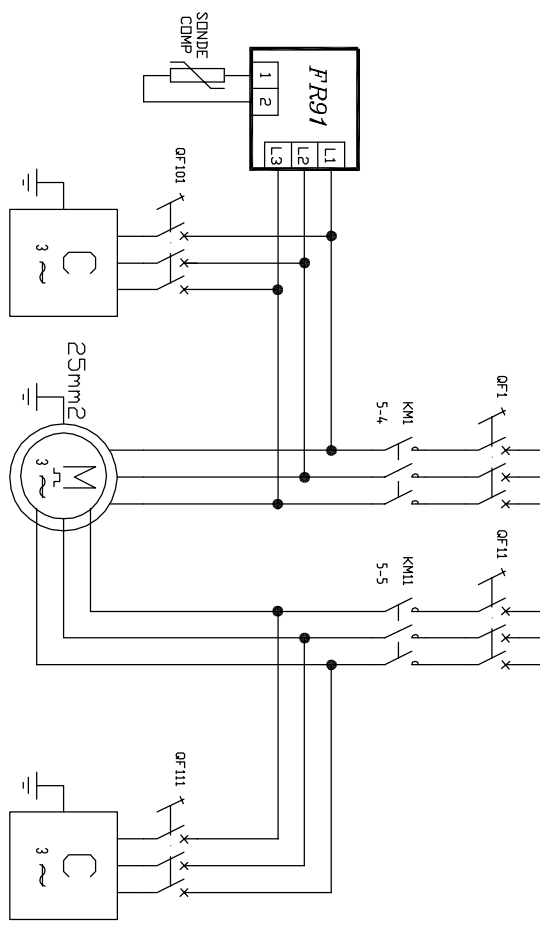 SONDE
COMP
1
2
FR91
L1
L2
L3
QF101
C
3 ~
25mm2
M
3 ~
QF1
KM1
5-4
QF11
KM11
5-5
QF111
C
3 ~